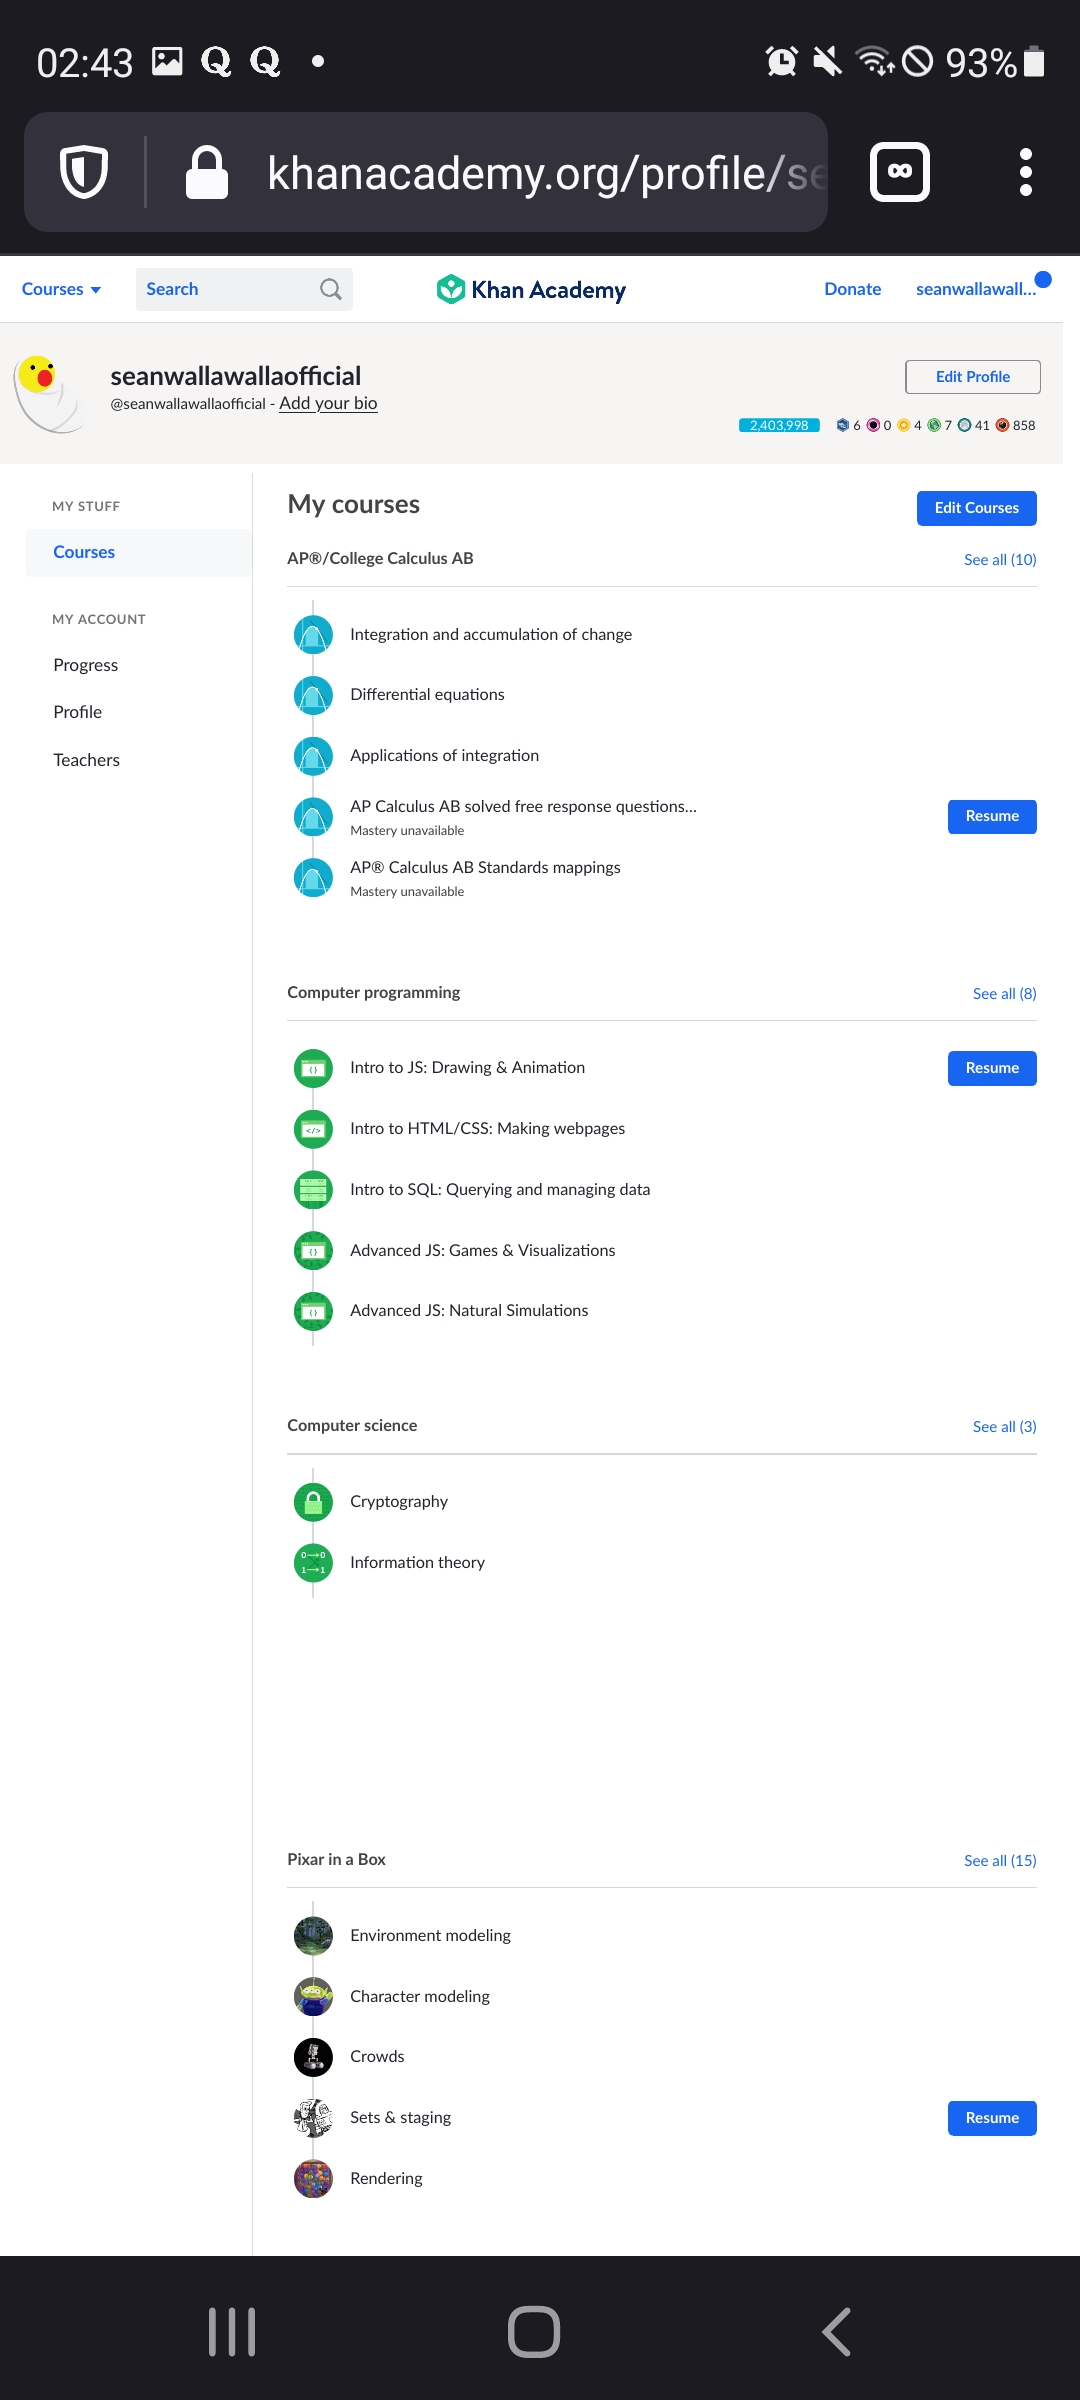 02:43 93%
khanacademy.org/profile/se
Courses Search Khan Academy Donate seanwallawall...
seanwallawallaofficial
@seanwallawallaofficial - Add your bio
Edit Profile
2,403,998 6 0 4 7 41 858
MY STUFF
Courses
MY ACCOUNT
Progress
Profile
Teachers
My courses
Edit Courses
AP®/College Calculus AB
See all (10)
Integration and accumulation of change
Differential equations
Applications of integration
AP Calculus AB solved free response questions...
Mastery unavailable
Resume
AP® Calculus AB Standards mappings
Mastery unavailable
Computer programming
See all (8)
Intro to JS: Drawing & Animation
Resume
Intro to HTML/CSS: Making webpages
Intro to SQL: Querying and managing data
Advanced JS: Games & Visualizations
Advanced JS: Natural Simulations
Computer science
See all (3)
Cryptography
Information theory
Pixar in a Box
See all (15)
Environment modeling
Character modeling
Crowds
Sets & staging
Resume
Rendering